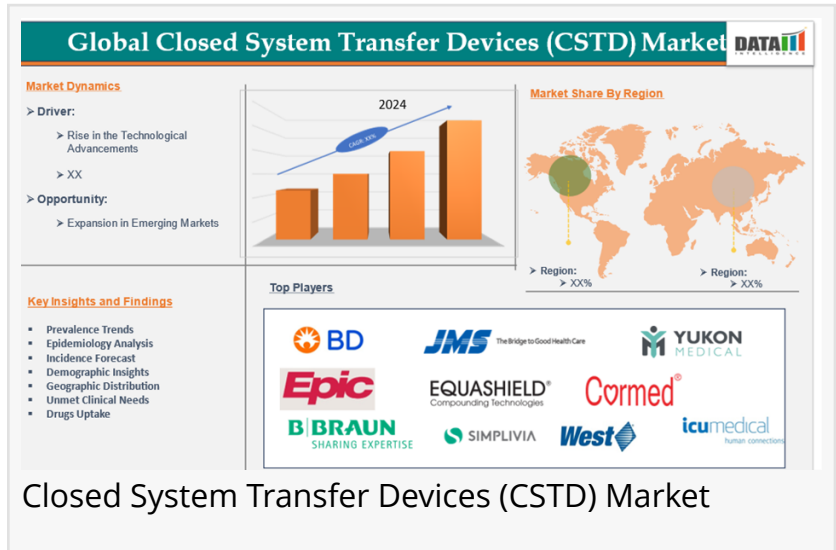 Global Closed System Transfer Devices (CSTD) Market
DATAM
INTELLIGENCE
Market Dynamics
➢ Driver:
➢ Rise in the Technological
Advancements
➢ XX
➢ Opportunity:
➢ Expansion in Emerging Markets
2024
CAGR: XX%
Market Share By Region
➢ Region:
➢ XX%
➢ Region:
➢ XX%
Key Insights and Findings
▪ Prevalence Trends
▪ Epidemiology Analysis
▪ Incidence Forecast
▪ Demographic Insights
▪ Geographic Distribution
▪ Unmet Clinical Needs
▪ Drugs Uptake
Top Players
BD
JMS The Bridge to Good Health Care
YUKON
MEDICAL
Epic
EQUASHIELD®
Compounding Technologies
Cormed®
B|BRAUN
SHARING EXPERTISE
SIMPLIVIA
West
icumedical
human connections
Closed System Transfer Devices (CSTD) Market